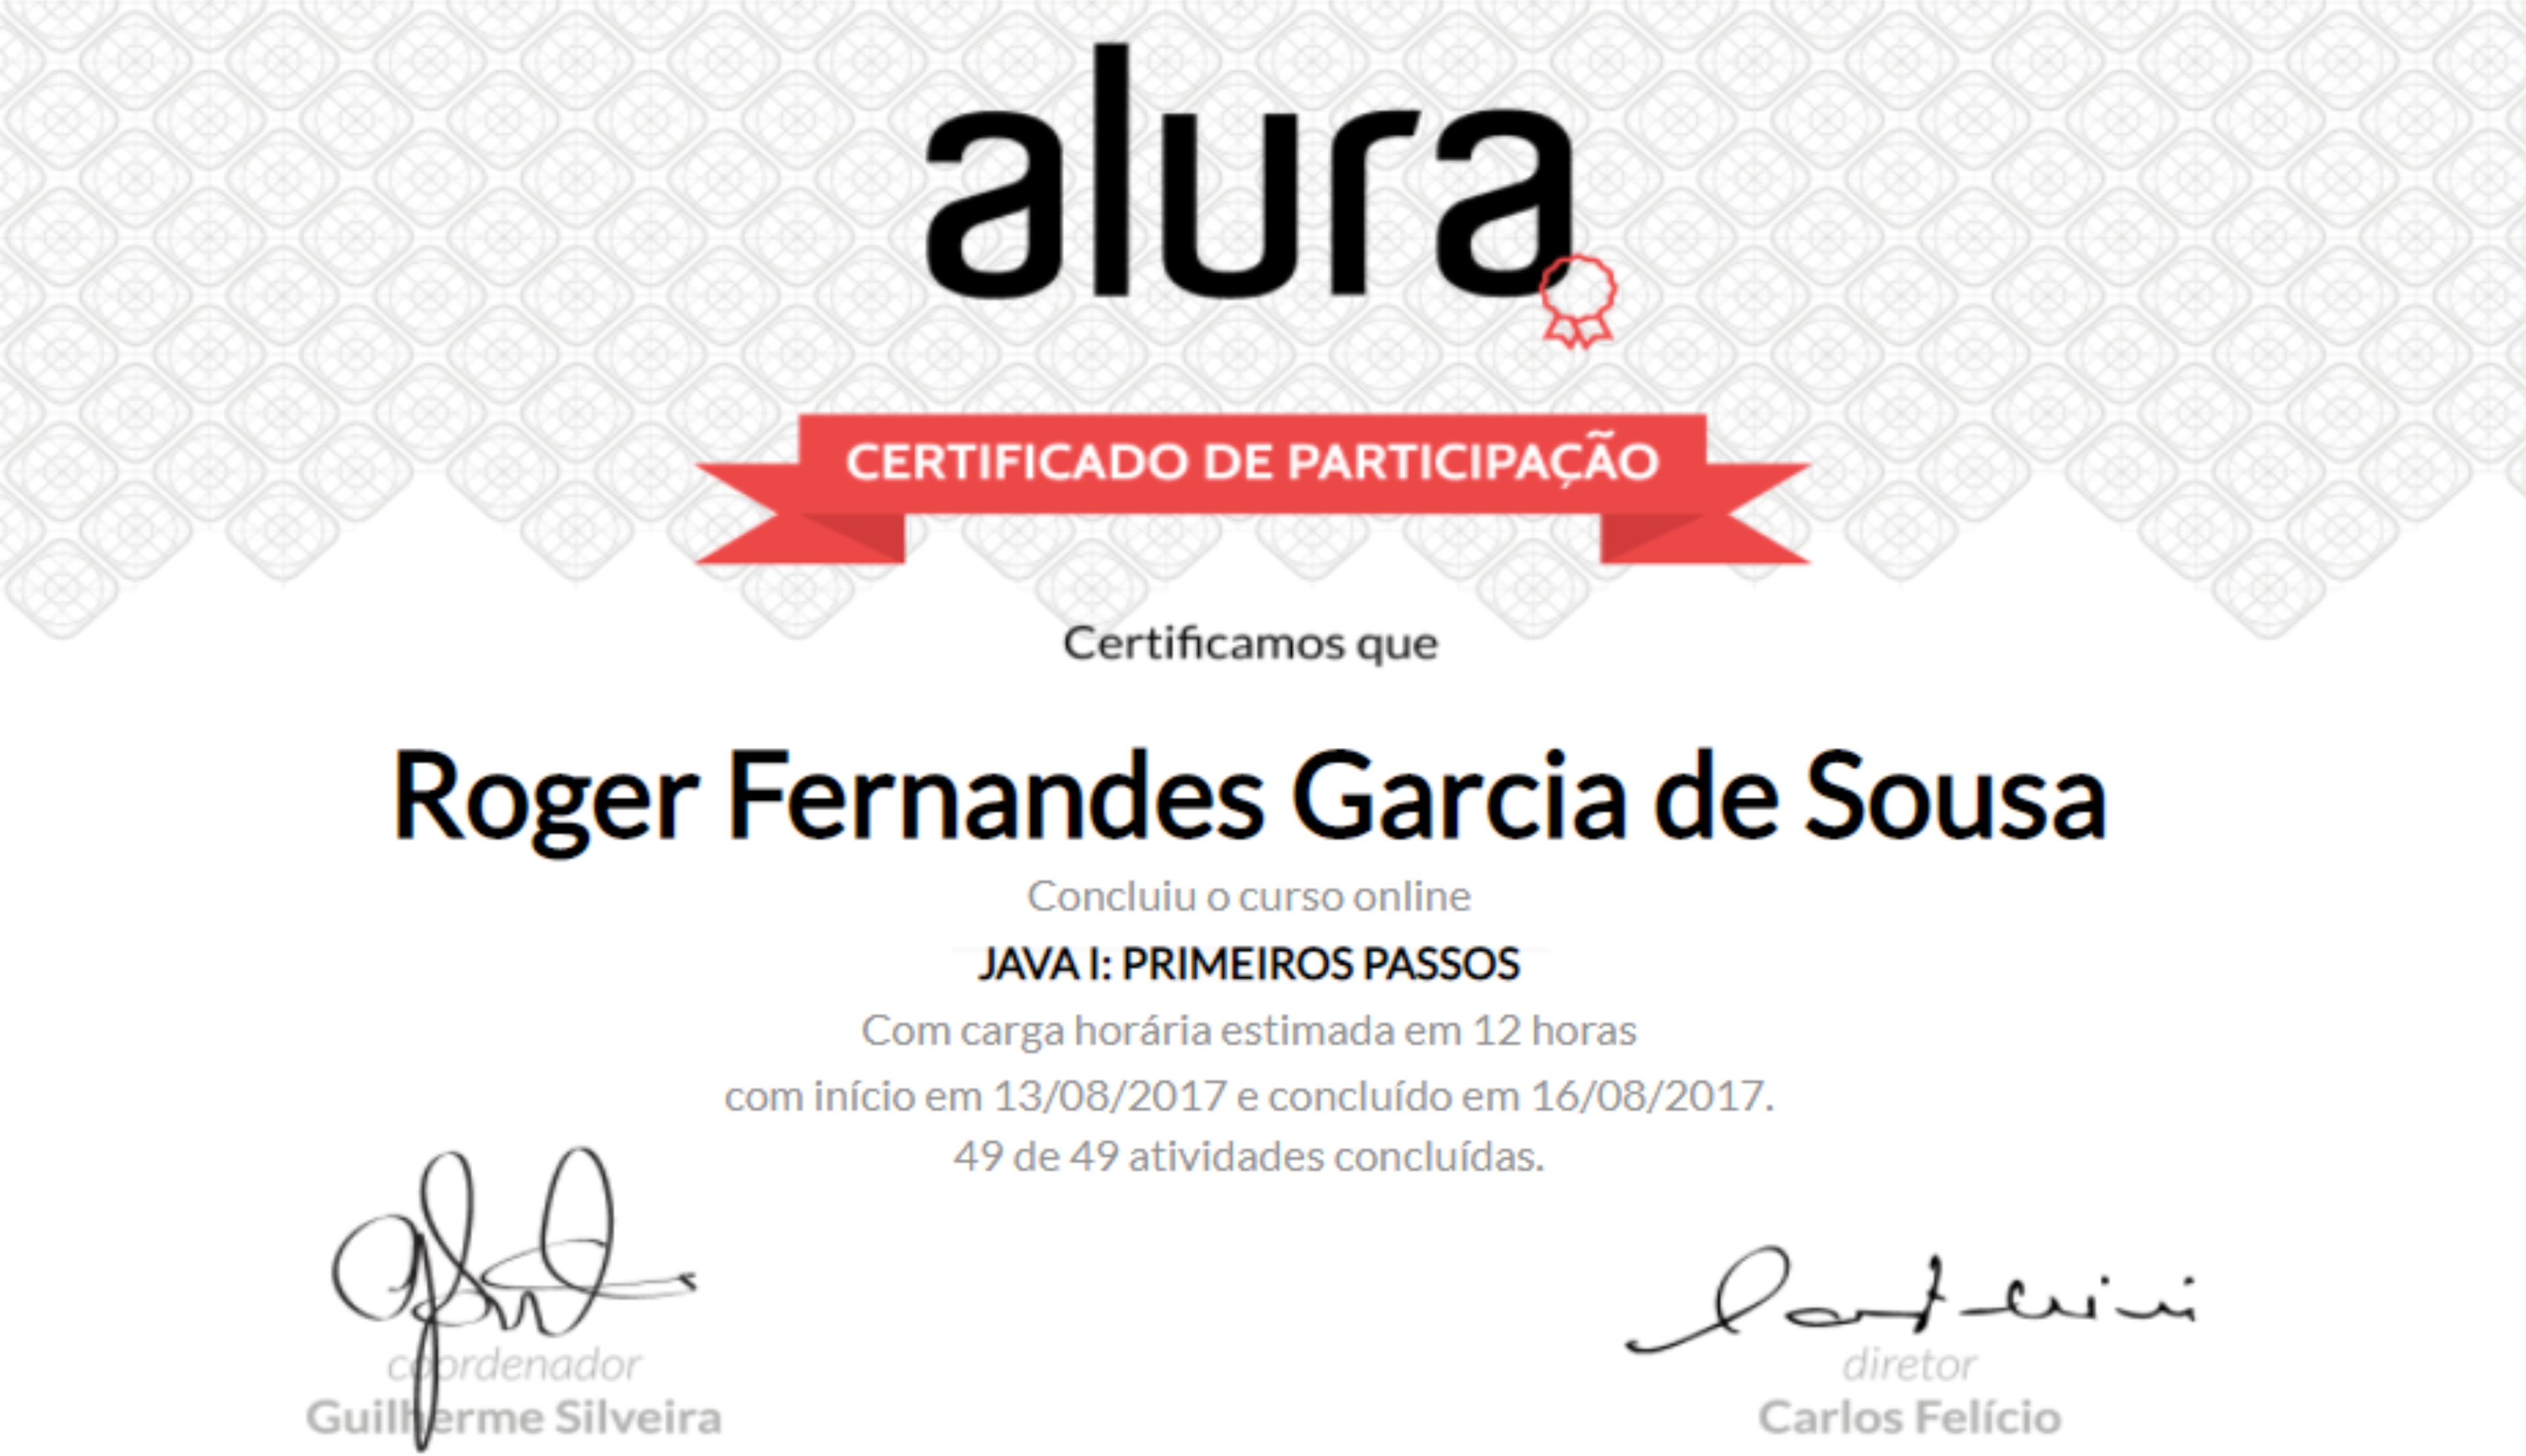 alura
CERTIFICADO DE PARTICIPAÇÃO
Certificamos que
Roger Fernandes Garcia de Sousa
Concluiu o curso online
JAVA I: PRIMEIROS PASSOS
Com carga horária estimada em 12 horas
com início em 13/08/2017 e concluído em 16/08/2017.
49 de 49 atividades concluídas.
coordenador
Guilherme Silveira
diretor
Carlos Felício